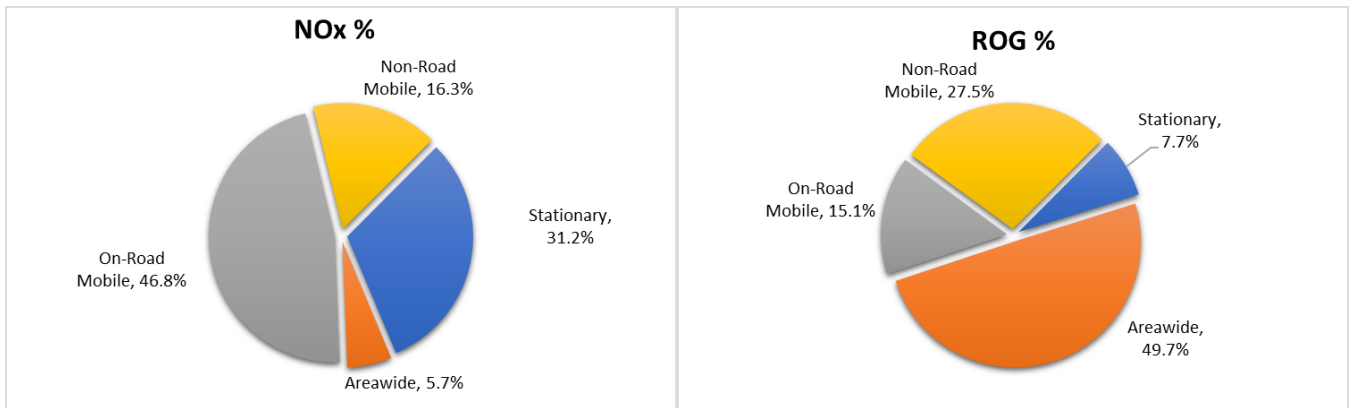 NOx %
Non-Road
Mobile, 16.3%
Stationary,
31.2%
On-Road
Mobile, 46.8%
Areawide, 5.7%
ROG %
Non-Road
Mobile, 27.5%
Stationary,
7.7%
On-Road
Mobile, 15.1%
Areawide,
49.7%